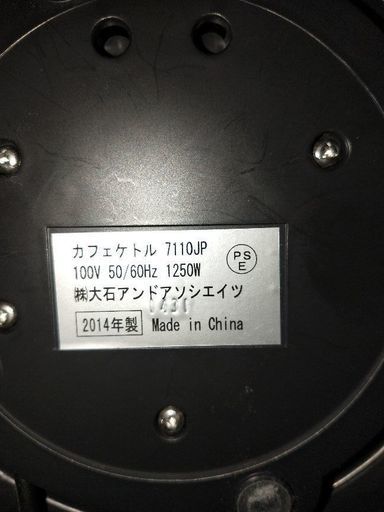 カフェケトル 7110JP
100V 50/60Hz 1250W
PS
E
㈱大石アンドアソシエイツ
2014年製 Made in China